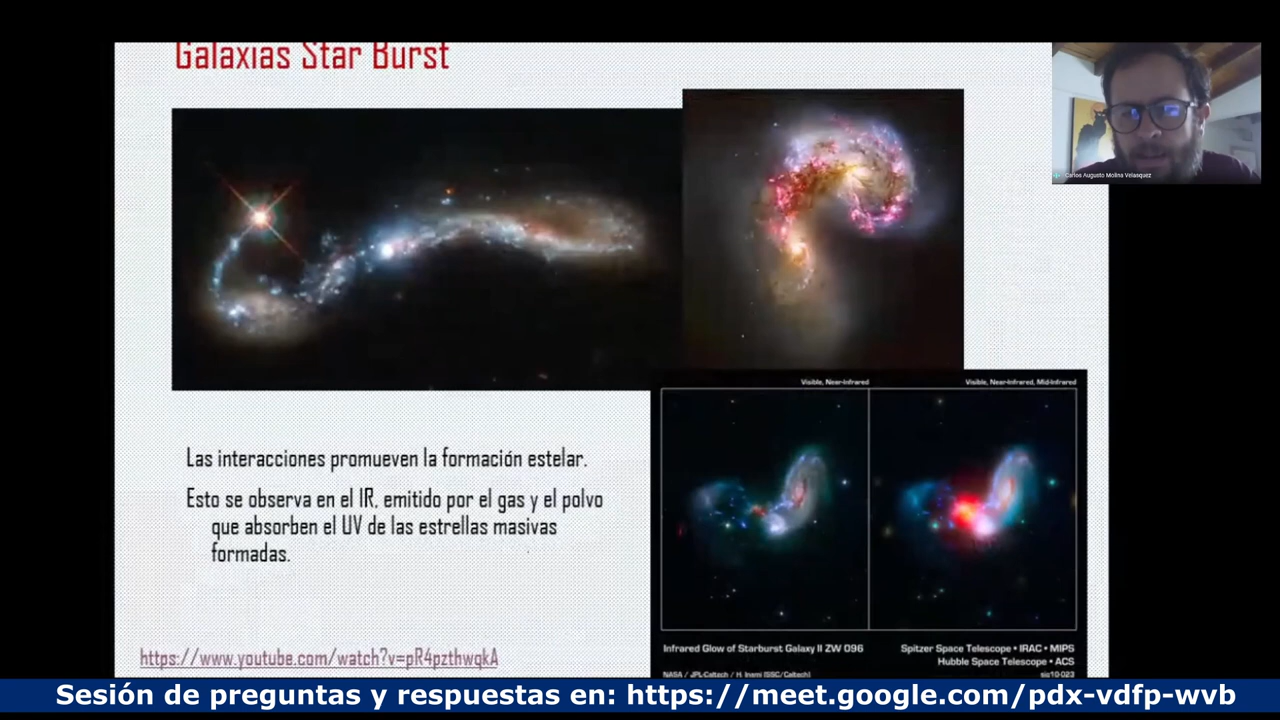 Galaxias Star Burst
Carlos Augusto Molina Velasquez
Visible, Near-Infrared
Visible, Near-Infrared, Mid-Infrared
Las interacciones promueven la formación estelar.
Esto se observa en el IR, emitido por el gas y el polvo
que absorben el UV de las estrellas masivas
formadas.
Infrared Glow of Starburst Galaxy II ZW 096
Spitzer Space Telescope • IRAC • MIPS
Hubble Space Telescope • ACS
NASA / JPL-Caltech / H. Inami (SSC/Caltech)
sig10-023
https://www.youtube.com/watch?v=pR4pzthwqkA
Sesión de preguntas y respuestas en: https://meet.google.com/pdx-vdfp-wvb